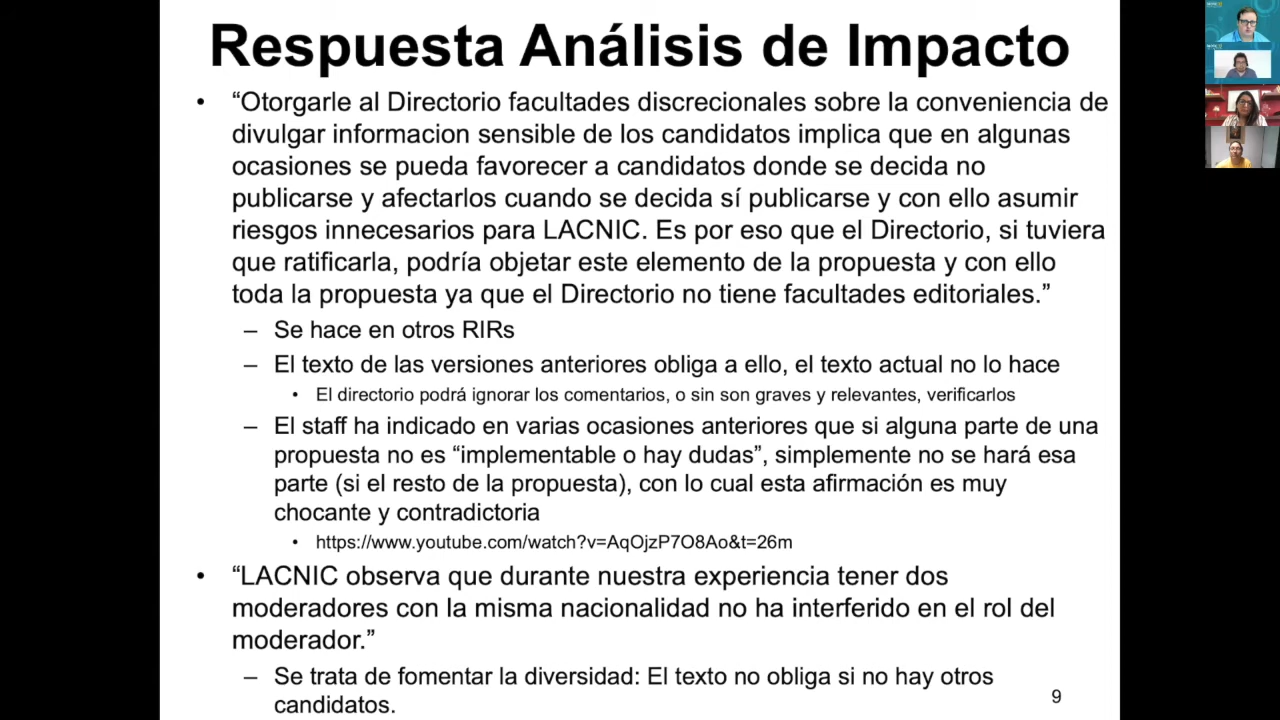 Respuesta Análisis de Impacto
• “Otorgarle al Directorio facultades discrecionales sobre la conveniencia de
divulgar informacion sensible de los candidatos implica que en algunas
ocasiones se pueda favorecer a candidatos donde se decida no
publicarse y afectarlos cuando se decida sí publicarse y con ello asumir
riesgos innecesarios para LACNIC. Es por eso que el Directorio, si tuviera
que ratificarla, podría objetar este elemento de la propuesta y con ello
toda la propuesta ya que el Directorio no tiene facultades editoriales.”
– Se hace en otros RIRs
– El texto de las versiones anteriores obliga a ello, el texto actual no lo hace
• El directorio podrá ignorar los comentarios, o sin son graves y relevantes, verificarlos
– El staff ha indicado en varias ocasiones anteriores que si alguna parte de una
propuesta no es “implementable o hay dudas”, simplemente no se hará esa
parte (si el resto de la propuesta), con lo cual esta afirmación es muy
chocante y contradictoria
• https://www.youtube.com/watch?v=AqOjzP7O8Ao&t=26m
• “LACNIC observa que durante nuestra experiencia tener dos
moderadores con la misma nacionalidad no ha interferido en el rol del
moderador.”
– Se trata de fomentar la diversidad: El texto no obliga si no hay otros
candidatos.
9